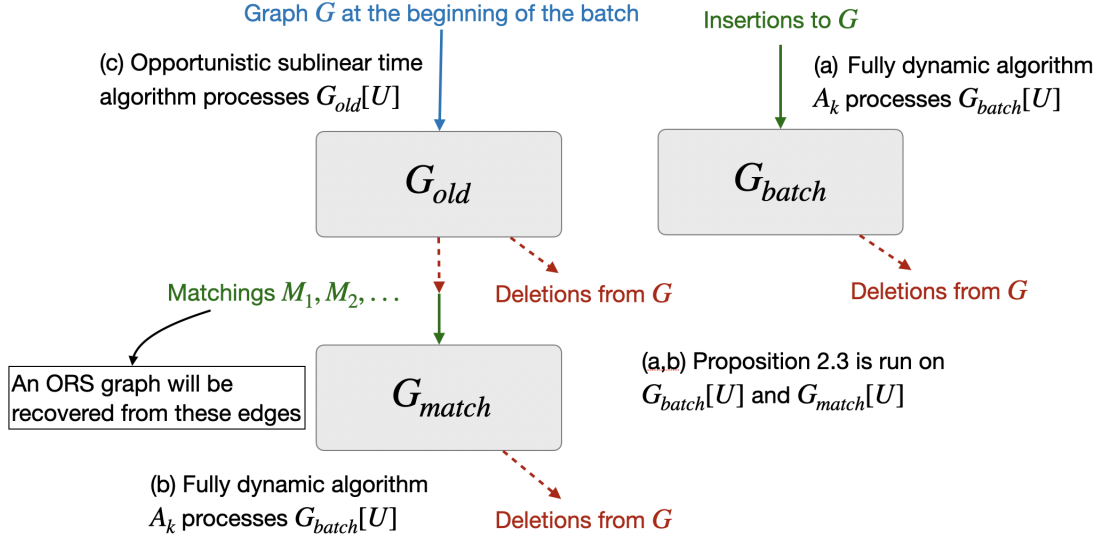 Graph G at the beginning of the batch
Insertions to G
(c) Opportunistic sublinear time
algorithm processes G_old[U]
(a) Fully dynamic algorithm
A_k processes G_batch[U]
G_old
G_batch
Matchings M_1, M_2, …
Deletions from G
Deletions from G
An ORS graph will be
recovered from these edges
G_match
(a,b) Proposition 2.3 is run on
G_batch[U] and G_match[U]
(b) Fully dynamic algorithm
A_k processes G_batch[U]
Deletions from G